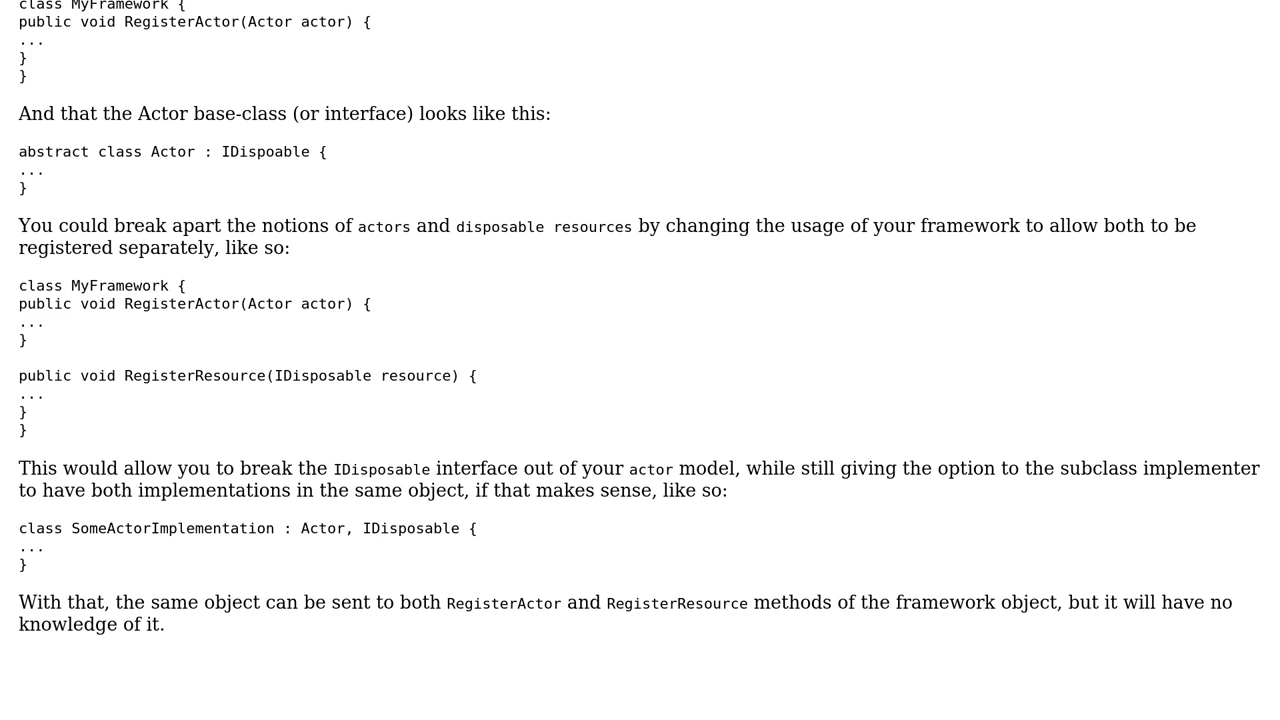 class MyFramework {
public void RegisterActor(Actor actor) {
...
}
}
And that the Actor base-class (or interface) looks like this:
abstract class Actor : IDispoable {
...
}
You could break apart the notions of actors and disposable resources by changing the usage of your framework to allow both to be
registered separately, like so:
class MyFramework {
public void RegisterActor(Actor actor) {
...
}
public void RegisterResource(IDisposable resource) {
...
}
}
This would allow you to break the IDisposable interface out of your actor model, while still giving the option to the subclass implementer
to have both implementations in the same object, if that makes sense, like so:
class SomeActorImplementation : Actor, IDisposable {
...
}
With that, the same object can be sent to both RegisterActor and RegisterResource methods of the framework object, but it will have no
knowledge of it.